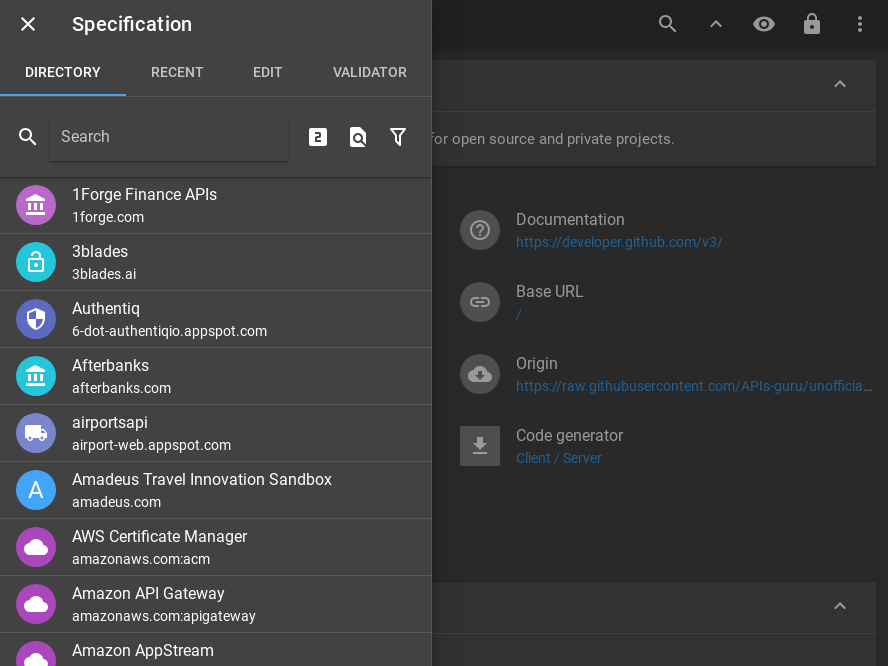 Specification
DIRECTORY
RECENT
EDIT
VALIDATOR
Search
2
1Forge Finance APIs
1forge.com
3blades
3blades.ai
Authentiq
6-dot-authentiqio.appspot.com
Afterbanks
afterbanks.com
airportsapi
airport-web.appspot.com
A
Amadeus Travel Innovation Sandbox
amadeus.com
AWS Certificate Manager
amazonaws.com:acm
Amazon API Gateway
amazonaws.com:apigateway
Amazon AppStream
for open source and private projects.
Documentation
https://developer.github.com/v3/
Base URL
/
Origin
https://raw.githubusercontent.com/APIs-guru/unofficia...
Code generator
Client / Server